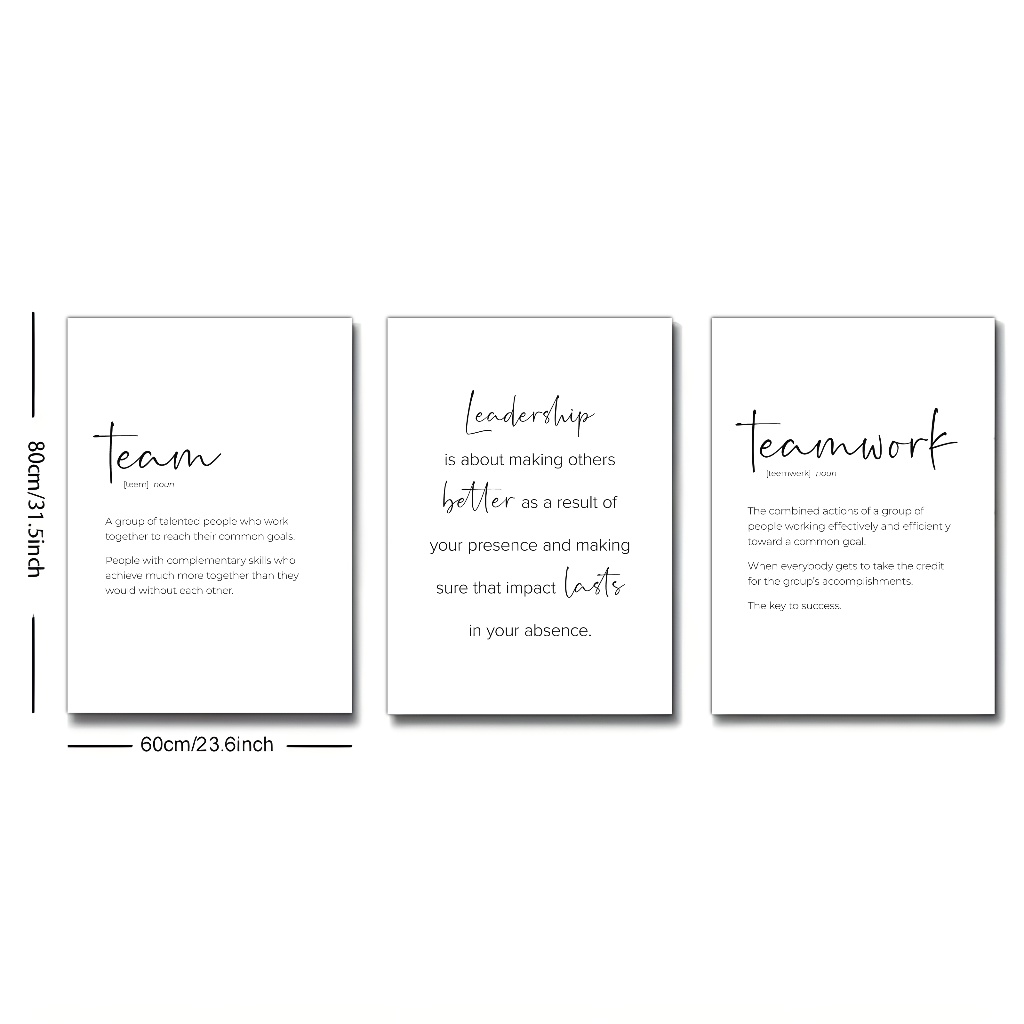 80cm/31.5inch
team
[teem] noun
A group of talented people who work
together to reach their common goals.
People with complementary skills who
achieve much more together than they
would without each other.
60cm/23.6inch
Leadership
is about making others
better as a result of
your presence and making
sure that impact lasts
in your absence.
teamwork
[teemwerk] noun
The combined actions of a group of
people working effectively and efficiently
toward a common goal.
When everybody gets to take the credit
for the group's accomplishments.
The key to success.